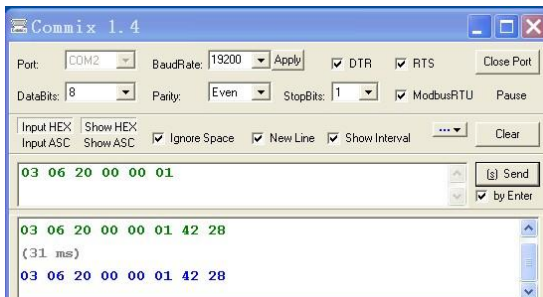 Commix 1.4
Port: COM2 BaudRate: 19200 Apply DTR RTS Close Port
DataBits: 8 Parity: Even StopBits: 1 ModbusRTU Pause
Input HEX Show HEX
Input ASC Show ASC Ignore Space New Line Show Interval ... Clear
03 06 20 00 00 01 (s) Send
by Enter
03 06 20 00 00 01 42 28
(31 ms)
03 06 20 00 00 01 42 28